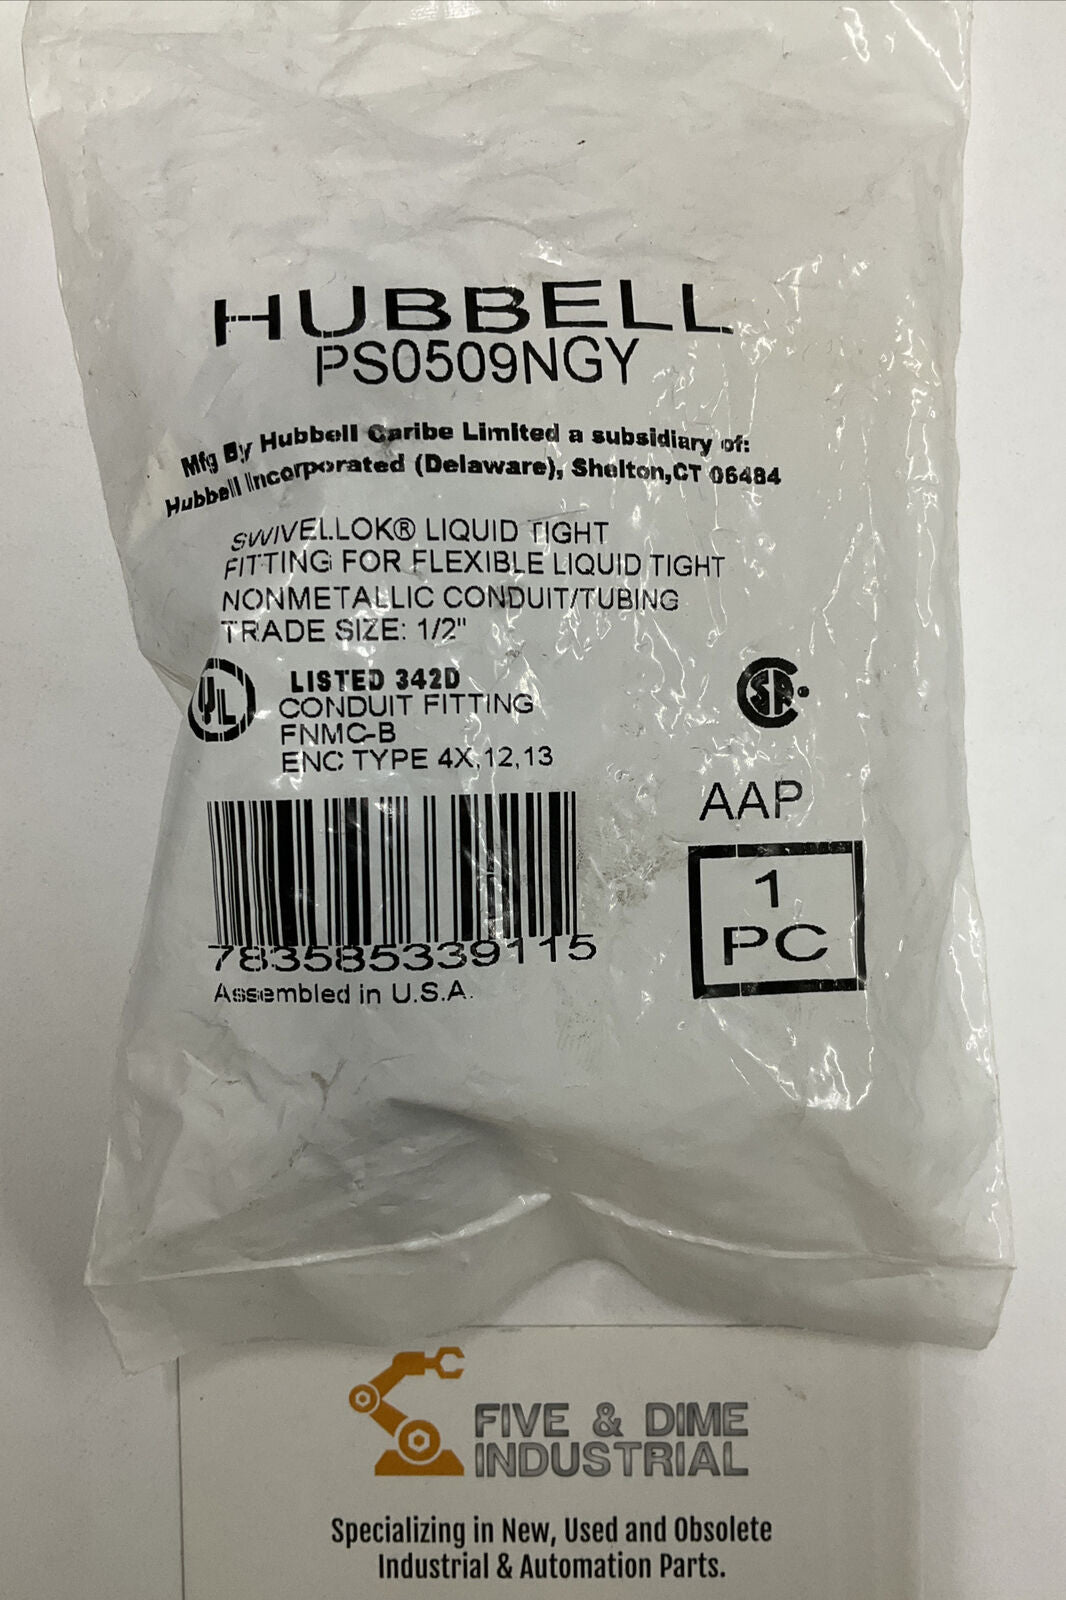 HUBBELL
PS0509NGY
Mfg By Hubbell Caribe Limited a subsidiary of:
Hubbell Incorporated (Delaware), Shelton,CT 06484
SWIVELLOK® LIQUID TIGHT
FITTING FOR FLEXIBLE LIQUID TIGHT
NONMETALLIC CONDUIT/TUBING
TRADE SIZE: 1/2"
UL LISTED 342D
CONDUIT FITTING
FNMC-B
ENC TYPE 4X,12,13
SA
AAP
1
PC
783585339115
Assembled in U.S.A.
FIVE & DIME
INDUSTRIAL
Specializing in New, Used and Obsolete
Industrial & Automation Parts.